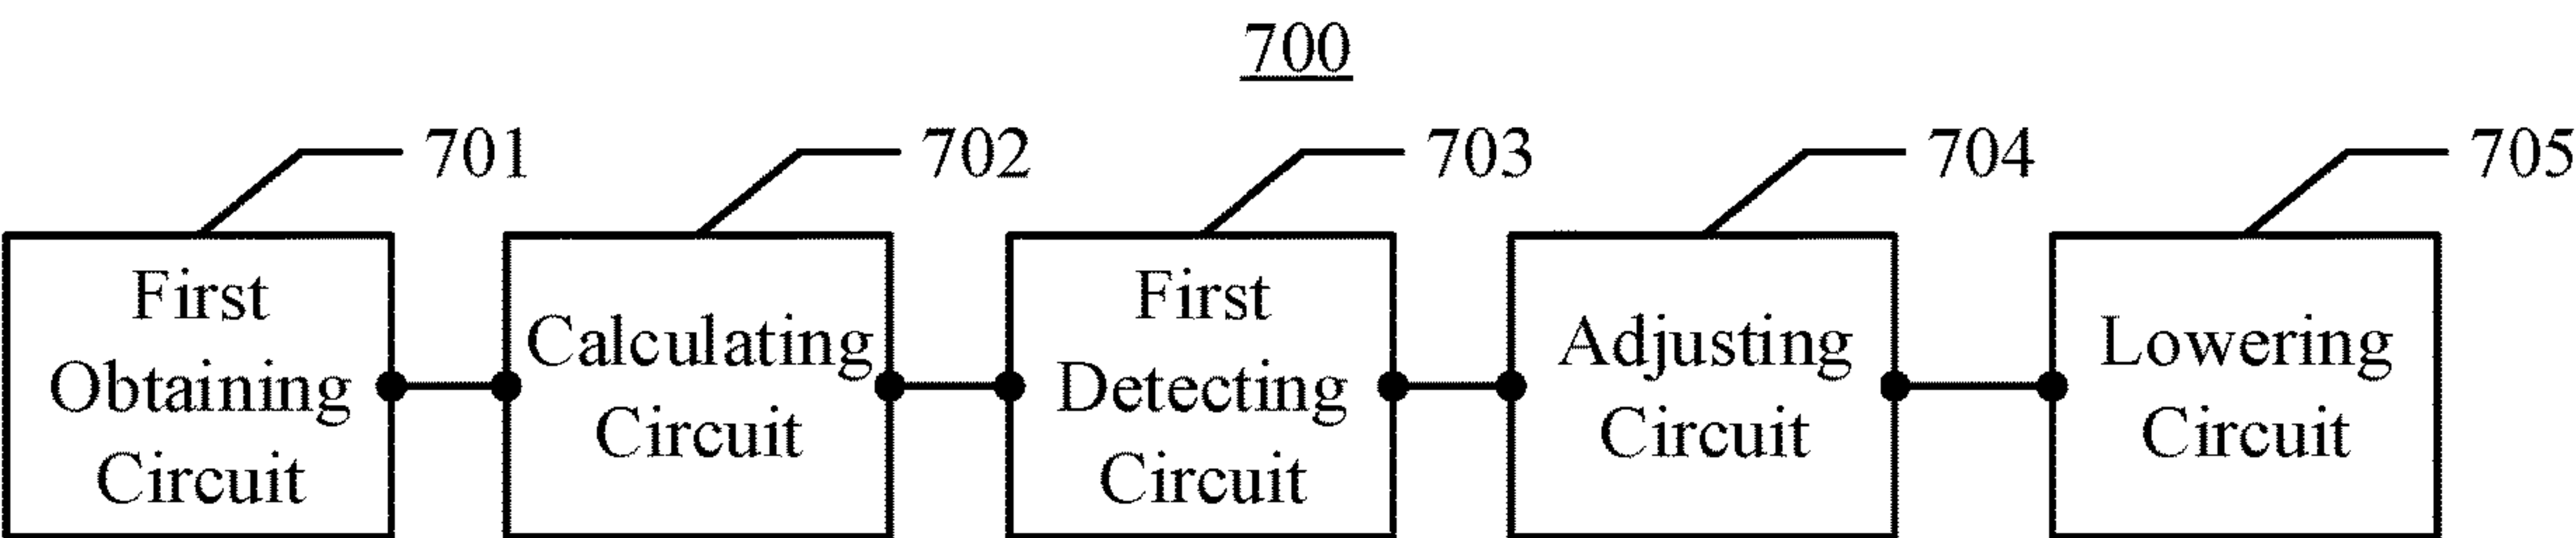 700
701
702
703
704
705
First
Obtaining
Circuit
Calculating
Circuit
First
Detecting
Circuit
Adjusting
Circuit
Lowering
Circuit